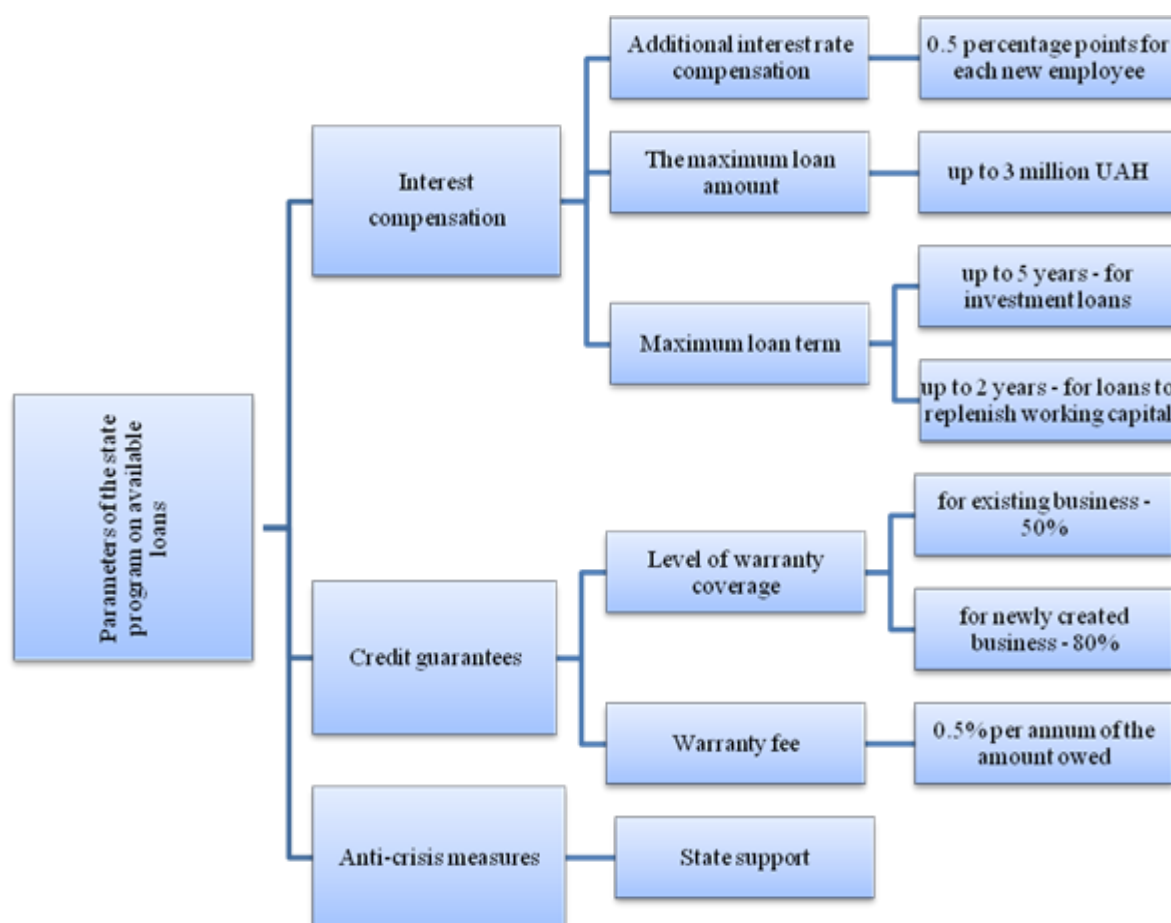 Parameters of the state
program on available
loans
Interest
compensation
Additional interest rate
compensation
0.5 percentage points for
each new employee
The maximum loan
amount
up to 3 million UAH
Maximum loan term
up to 5 years - for
investment loans
up to 2 years - for loans to
replenish working capital
Credit guarantees
Level of warranty
coverage
for existing business -
50%
for newly created
business - 80%
Warranty fee
0.5% per annum of the
amount owed
Anti-crisis measures
State support